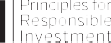 Principles for
Responsible
Investment